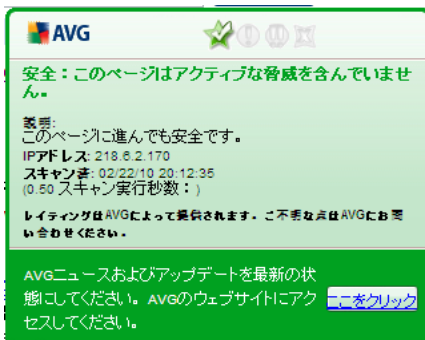 AVG
安全：このページはアクティブな脅威を含んでいませ
ん。
説明:
このページに進んでも安全です。
IPアドレス: 218.6.2.170
スキャン済: 02/22/10 20:12:35
(0.50 スキャン実行秒数：)
レイティングはAVGによって提供されます。ご不明な点はAVGにお問
い合わせください。
AVGニュースおよびアップデートを最新の状
態にしてください。AVGのウェブサイトにアク ここをクリック
セスしてください。